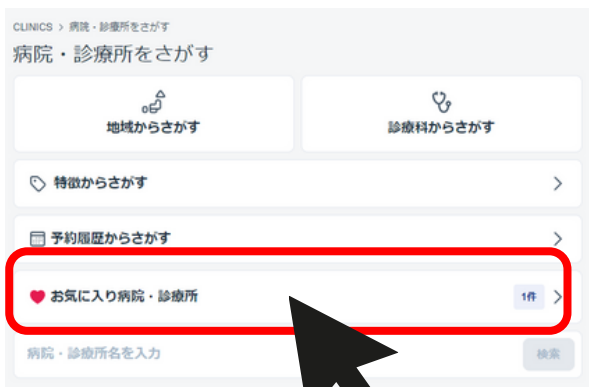 CLINICS > 病院・診療所をさがす
病院・診療所をさがす
地域からさがす
診療科からさがす
特徴からさがす
予約履歴からさがす
お気に入り病院・診療所
1件
病院・診療所名を入力
検索